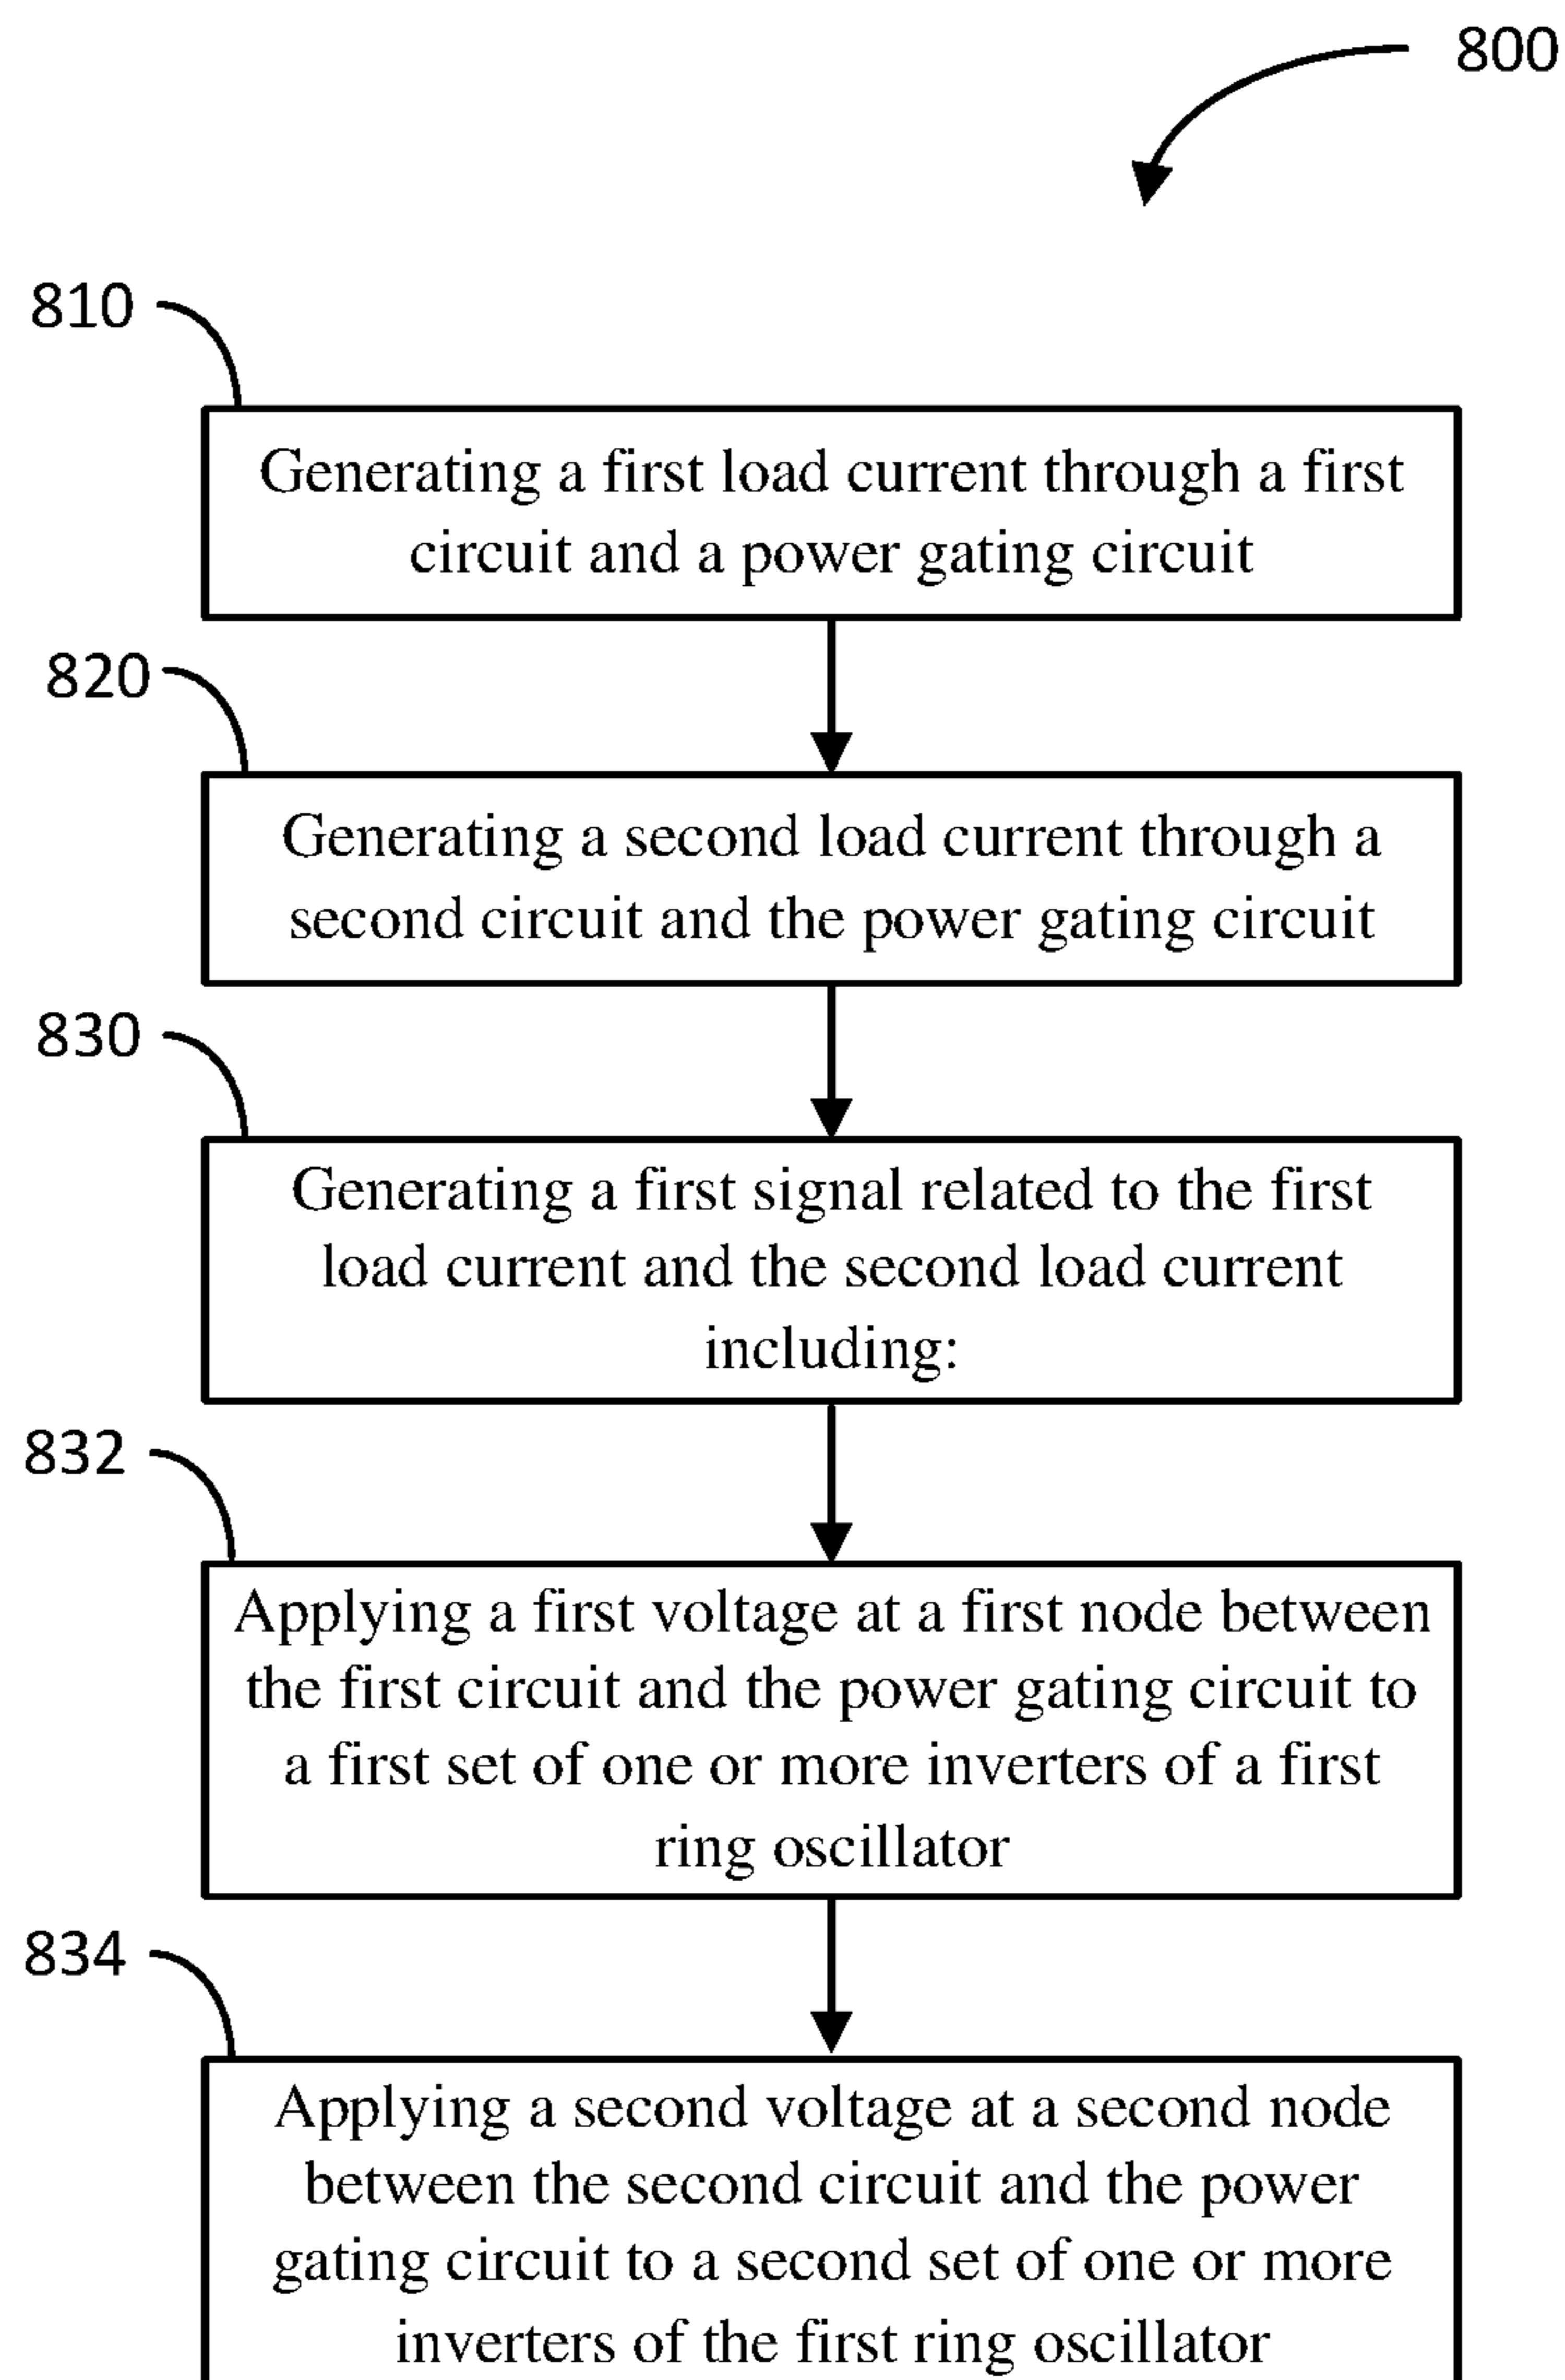 800
810
Generating a first load current through a first
circuit and a power gating circuit
820
Generating a second load current through a
second circuit and the power gating circuit
830
Generating a first signal related to the first
load current and the second load current
including:
832
Applying a first voltage at a first node between
the first circuit and the power gating circuit to
a first set of one or more inverters of a first
ring oscillator
834
Applying a second voltage at a second node
between the second circuit and the power
gating circuit to a second set of one or more
inverters of the first ring oscillator